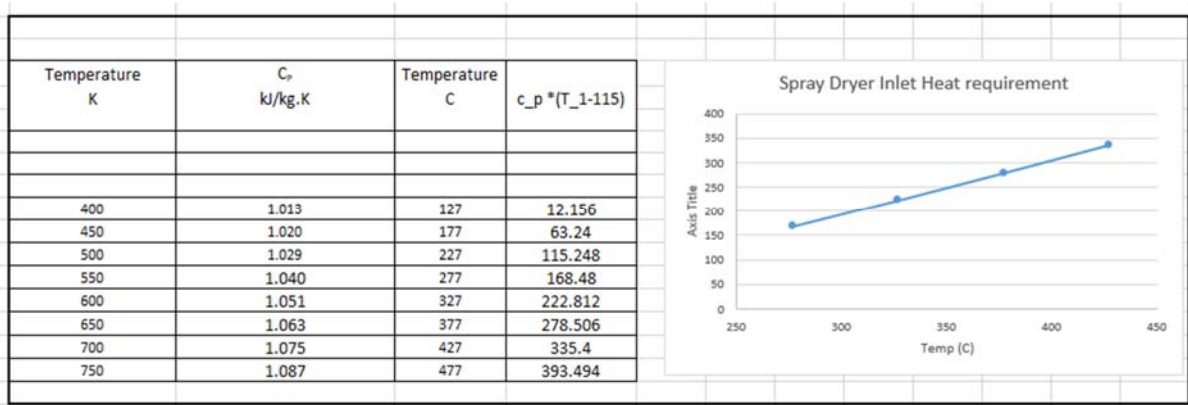 Temperature C_P Temperature
K kJ/kg.K C c_p *(T_1-115)
400 1.013 127 12.156
450 1.020 177 63.24
500 1.029 227 115.248
550 1.040 277 168.48
600 1.051 327 222.812
650 1.063 377 278.506
700 1.075 427 335.4
750 1.087 477 393.494
Spray Dryer Inlet Heat requirement
Axis Title
400
350
300
250
200
150
100
50
0
250 300 350 400 450
Temp (C)